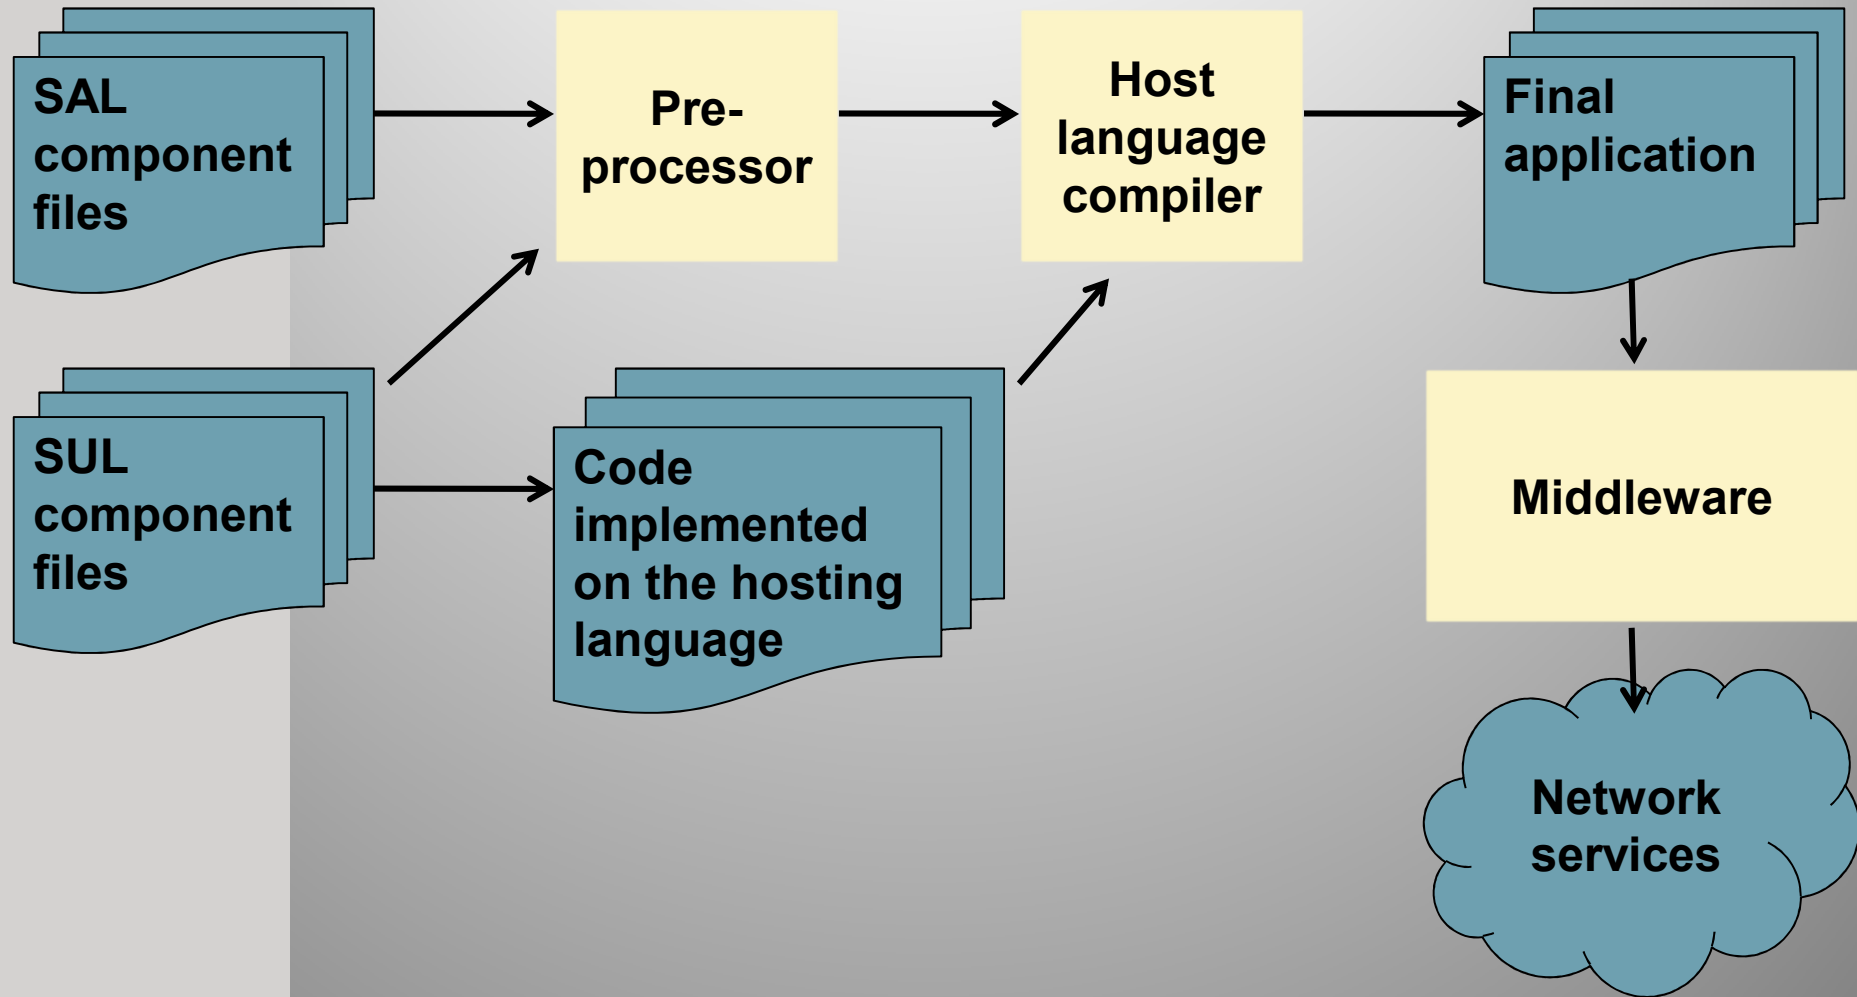 SAL
component
files
Pre-
processor
Host
language
compiler
Final
application
SUL
component
files
Code
implemented
on the hosting
language
Middleware
Network
services